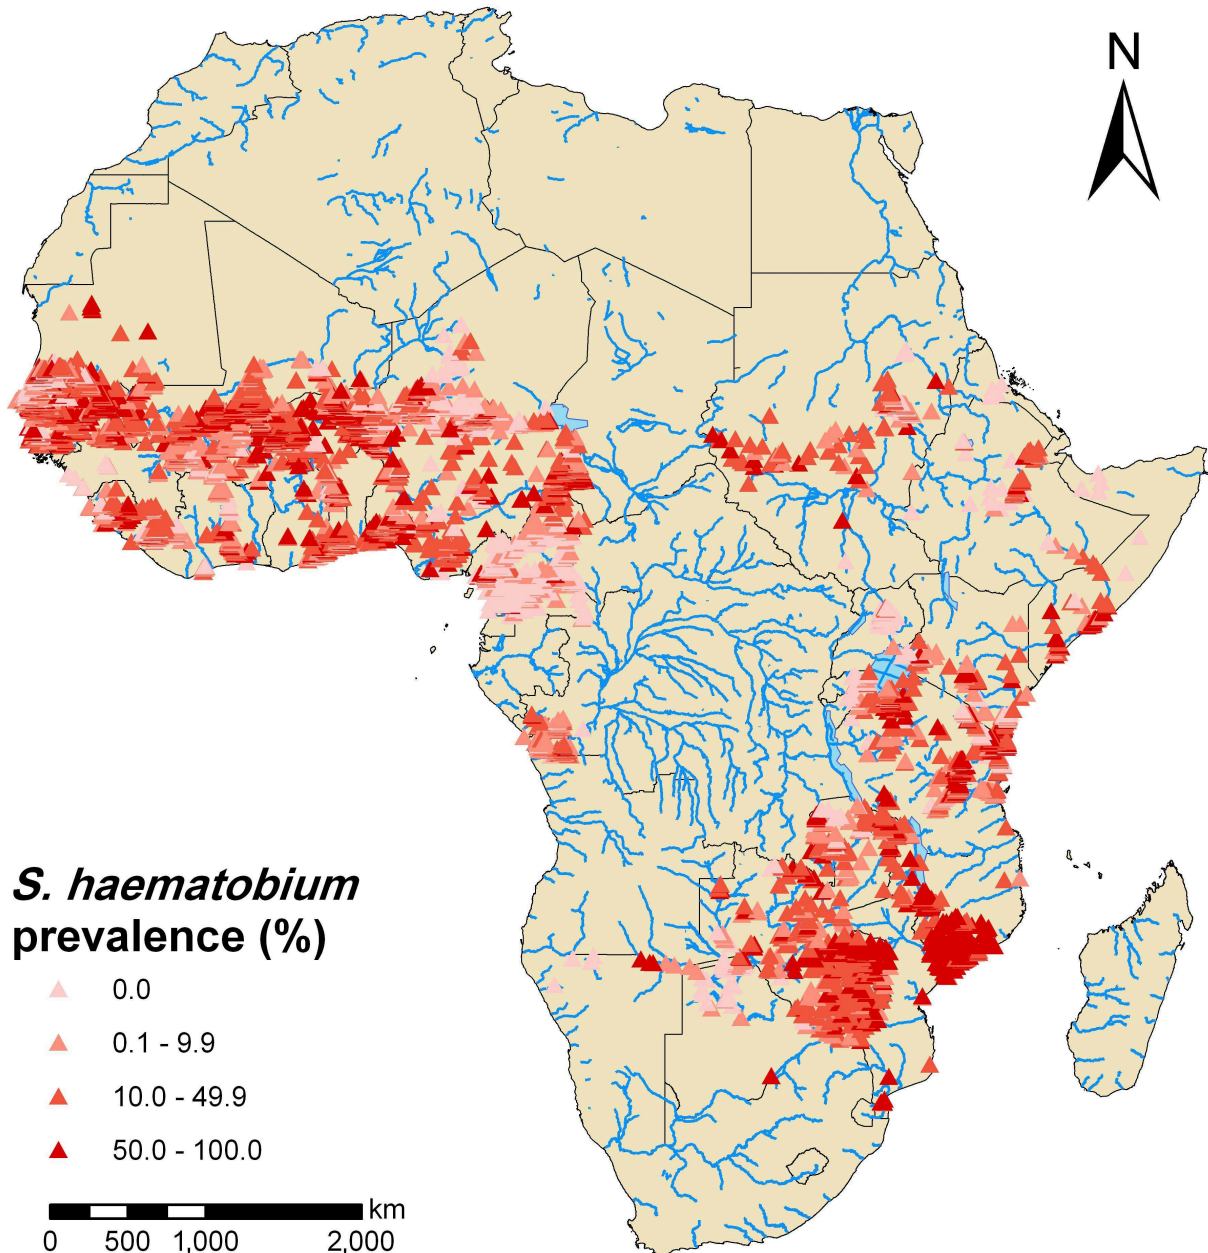 N
S. haematobium
prevalence (%)
0.0
0.1 - 9.9
10.0 - 49.9
50.0 - 100.0
km
0 500 1,000 2,000